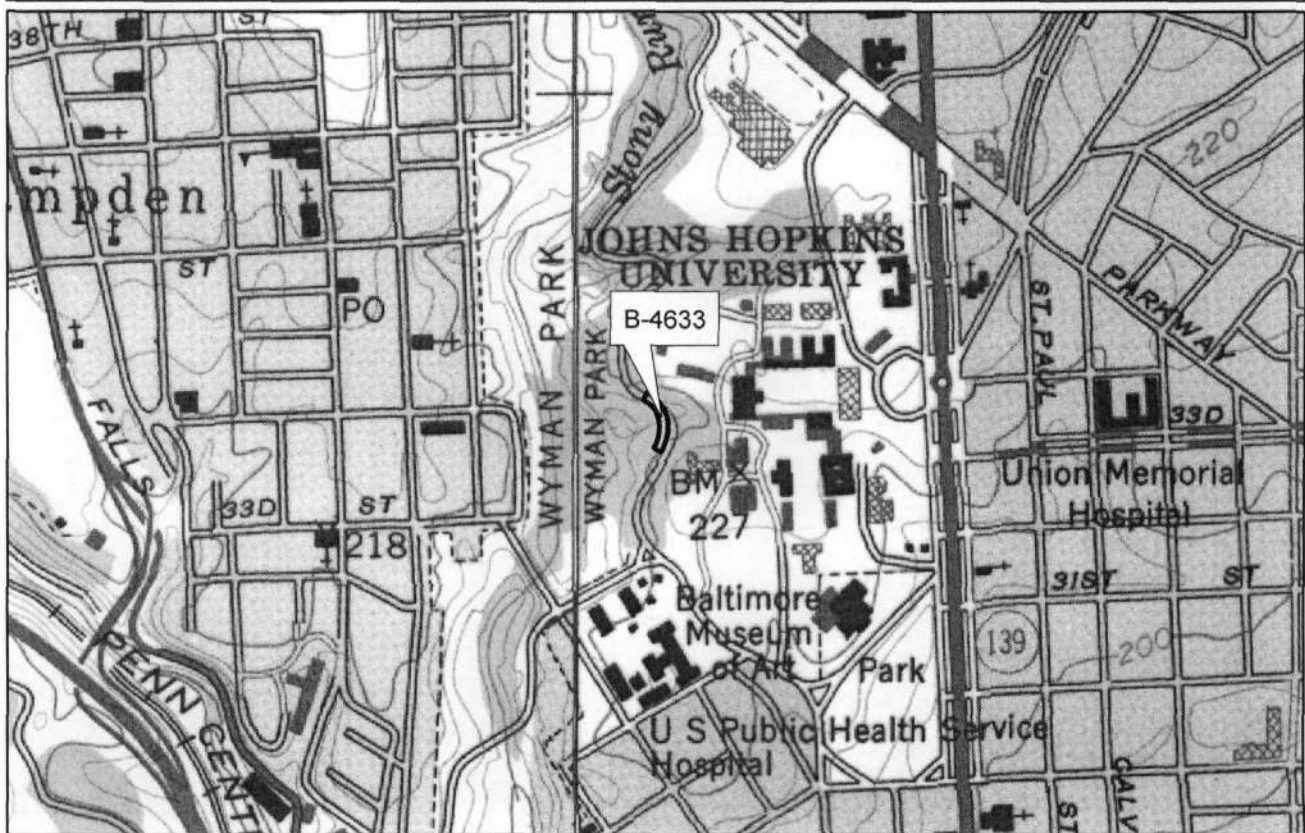 38TH
ST
Run
Stony
mpden
ST
PO
JOHNS HOPKINS
UNIVERSITY
B-4633
WYMAN PARK
WYMAN PARK
FALLS
33D
ST
218
BM
227
220
PARKWAY
ST. PAUL
33D
Union Memorial
Hospital
31ST
ST
139
200
Baltimore
Museum
of Art
Park
U S Public Health Service
Hospital
PENN CENT
ST
CALV